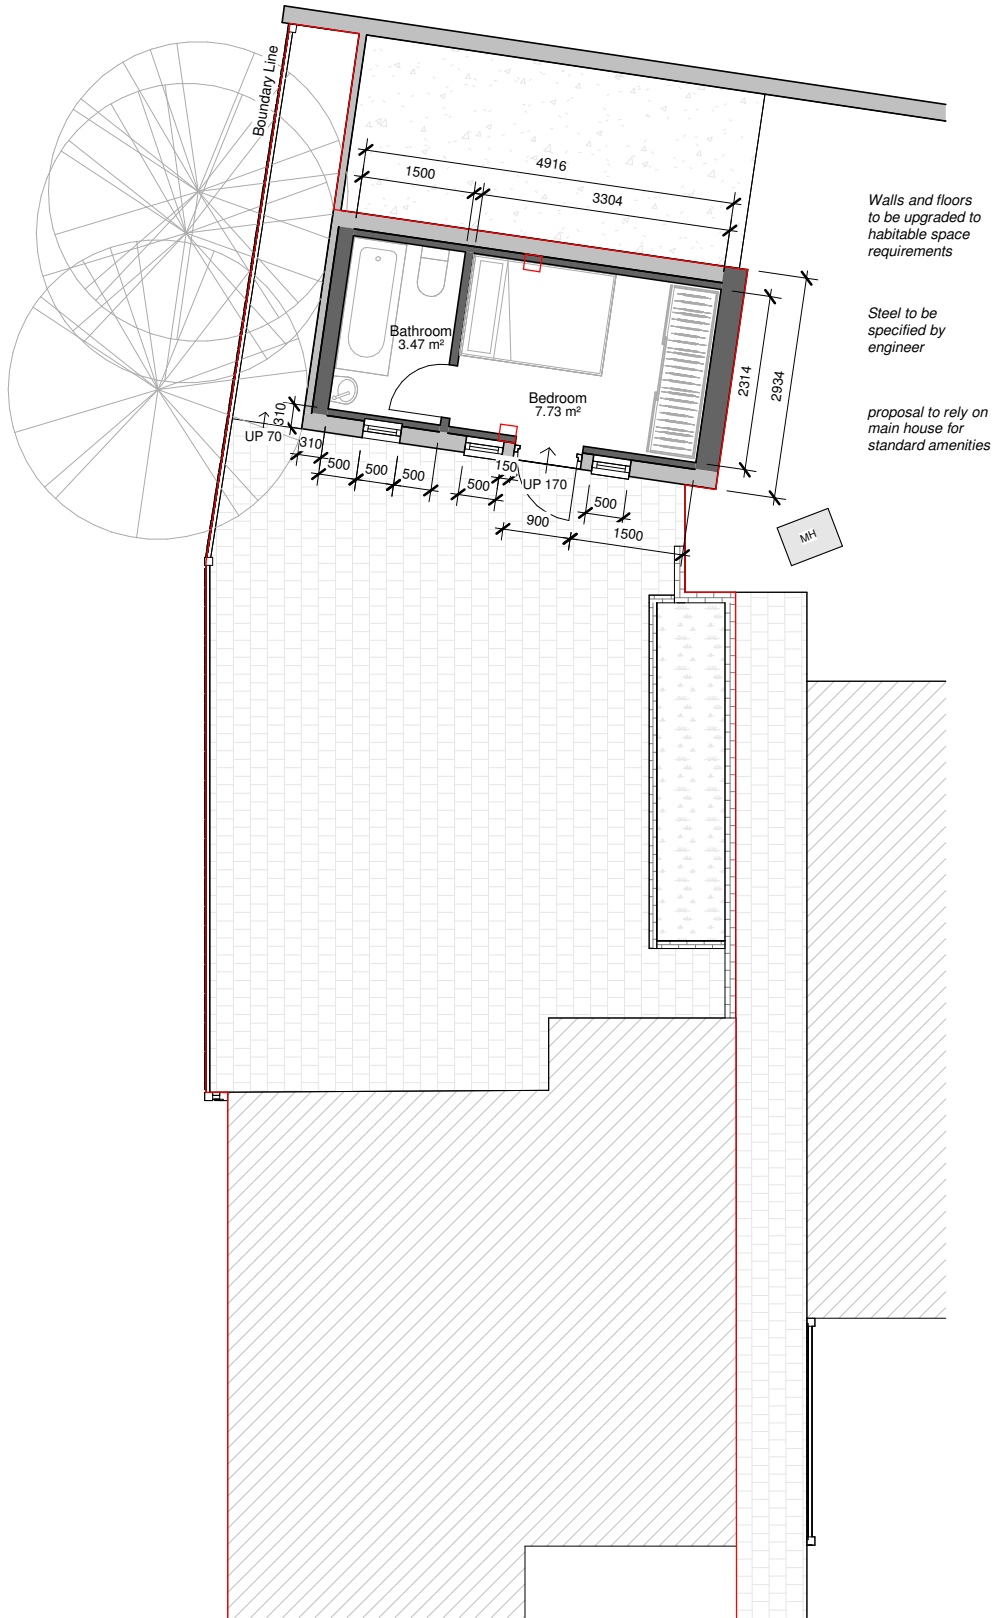 Boundary Line
4916
1500
3304
Walls and floors
to be upgraded to
habitable space
requirements
Steel to be
specified by
engineer
proposal to rely on
main house for
standard amenities
Bathroom
3.47 m²
Bedroom
7.73 m²
2314
2934
310
UP 70
310
500
500
500
500
150
UP 170
500
900
1500
MH